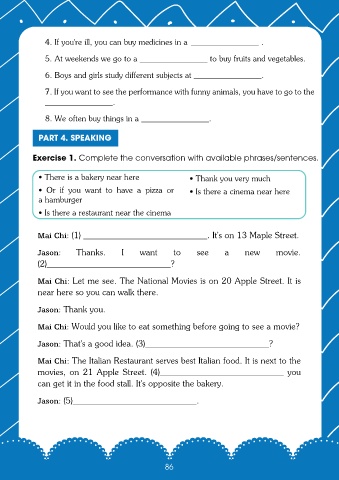 4. If you're ill, you can buy medicines in a ________________ .
5. At weekends we go to a ________________ to buy fruits and vegetables.
6. Boys and girls study different subjects at ________________.
7. If you want to see the performance with funny animals, you have to go to the
________________.
8. We often buy things in a ________________.
PART 4. SPEAKING
Exercise 1. Complete the conversation with available phrases/sentences.
• There is a bakery near here
• Or if you want to have a pizza or
a hamburger
• Is there a restaurant near the cinema
• Thank you very much
• Is there a cinema near here
Mai Chi: (1) ______________________________. It's on 13 Maple Street.
Jason: Thanks. I want to see a new movie.
(2)______________________________?
Mai Chi: Let me see. The National Movies is on 20 Apple Street. It is
near here so you can walk there.
Jason: Thank you.
Mai Chi: Would you like to eat something before going to see a movie?
Jason: That's a good idea. (3)______________________________?
Mai Chi: The Italian Restaurant serves best Italian food. It is next to the
movies, on 21 Apple Street. (4)______________________________ you
can get it in the food stall. It's opposite the bakery.
Jason: (5)______________________________.
86